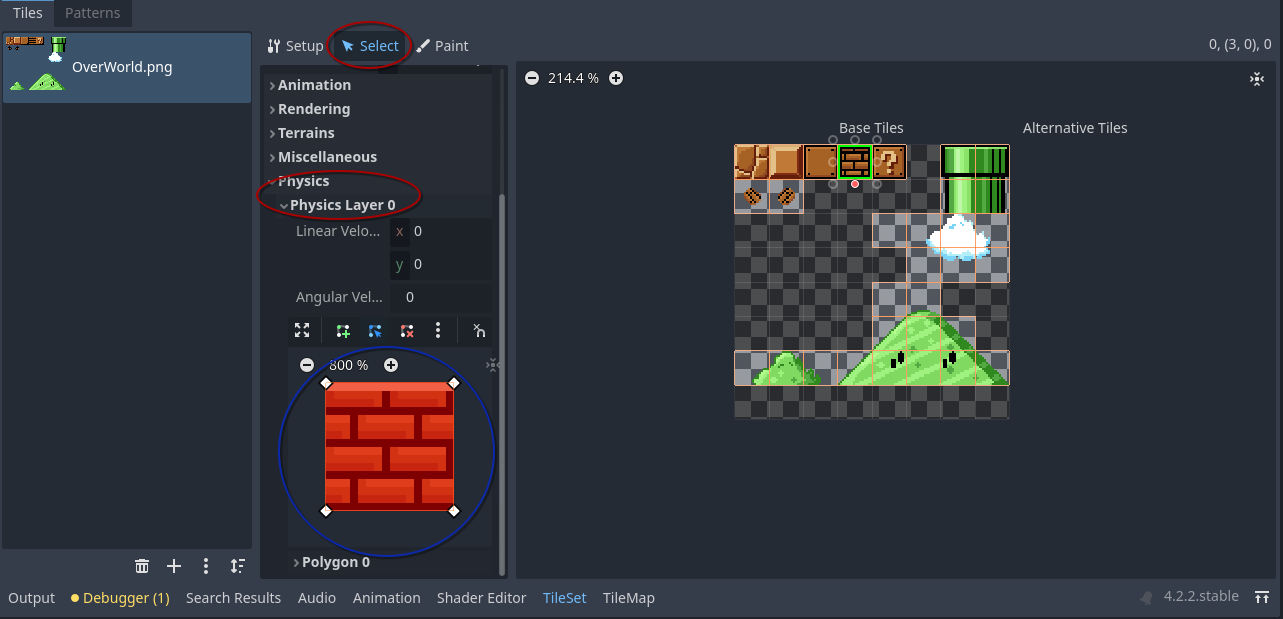 Tiles Patterns
OverWorld.png
Setup Select Paint
0, (3, 0), 0
Animation
Rendering
Terrains
Miscellaneous
Physics
Physics Layer 0
Linear Velo... x 0
y 0
Angular Vel... 0
800 %
Polygon 0
214.4 %
Base Tiles Alternative Tiles
?
Output Debugger (1) Search Results Audio Animation Shader Editor TileSet TileMap 4.2.2.stable